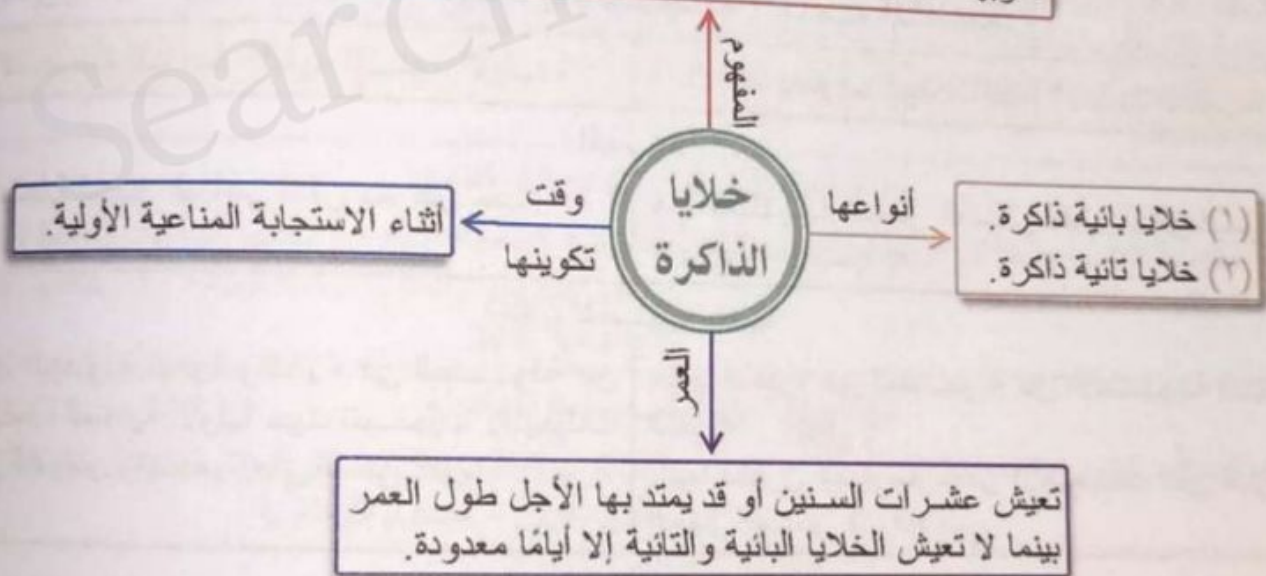 Search
المفهوم
خلايا
الذاكرة
أنواعها
(١) خلايا بائية ذاكرة.
(٢) خلايا تائية ذاكرة.
وقت
تكوينها
أثناء الاستجابة المناعية الأولية.
العمر
تعيش عشرات السنين أو قد يمتد بها الأجل طول العمر
بينما لا تعيش الخلايا البائية والتائية إلا أيامًا معدودة.